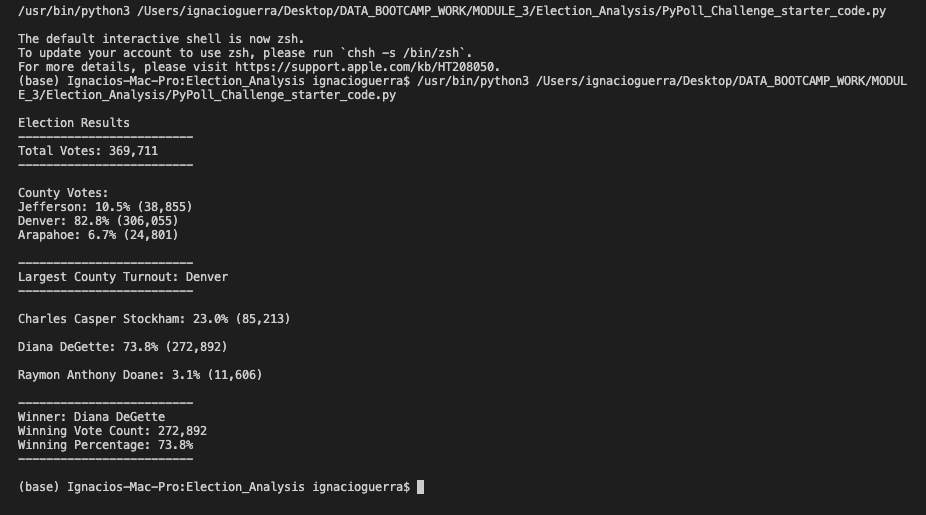 /usr/bin/python3 /Users/ignacioguerra/Desktop/DATA_BOOTCAMP_WORK/MODULE_3/Election_Analysis/PyPoll_Challenge_starter_code.py
The default interactive shell is now zsh.
To update your account to use zsh, please run `chsh -s /bin/zsh`.
For more details, please visit https://support.apple.com/kb/HT208050.
(base) Ignacios-Mac-Pro:Election_Analysis ignacioguerra$ /usr/bin/python3 /Users/ignacioguerra/Desktop/DATA_BOOTCAMP_WORK/MODUL
E_3/Election_Analysis/PyPoll_Challenge_starter_code.py
Election Results
-------------------------
Total Votes: 369,711
-------------------------
County Votes:
Jefferson: 10.5% (38,855)
Denver: 82.8% (306,055)
Arapahoe: 6.7% (24,801)
-------------------------
Largest County Turnout: Denver
-------------------------
Charles Casper Stockham: 23.0% (85,213)
Diana DeGette: 73.8% (272,892)
Raymon Anthony Doane: 3.1% (11,606)
-------------------------
Winner: Diana DeGette
Winning Vote Count: 272,892
Winning Percentage: 73.8%
-------------------------
(base) Ignacios-Mac-Pro:Election_Analysis ignacioguerra$